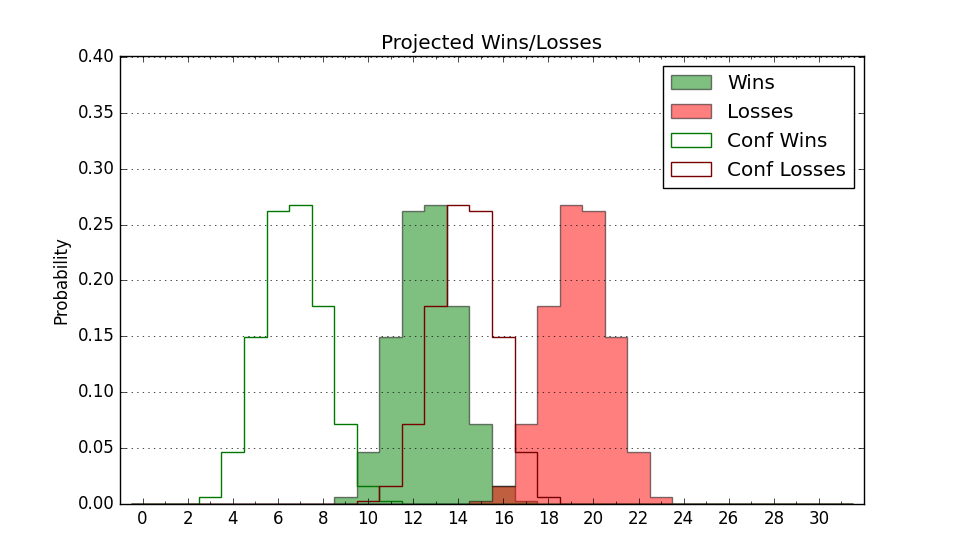 Projected Wins/Losses
0.40
0.35
0.30
0.25
0.20
0.15
0.10
0.05
0.00
Probability
Wins
Losses
Conf Wins
Conf Losses
0 2 4 6 8 10 12 14 16 18 20 22 24 26 28 30